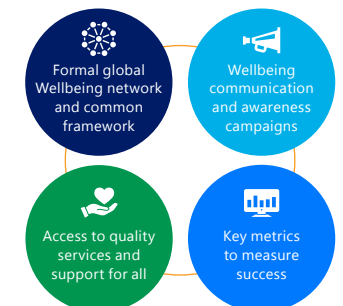 Formal global
Wellbeing network
and common
framework
Wellbeing
communication
and awareness
campaigns
Access to quality
services and
support for all
Key metrics
to measure
success